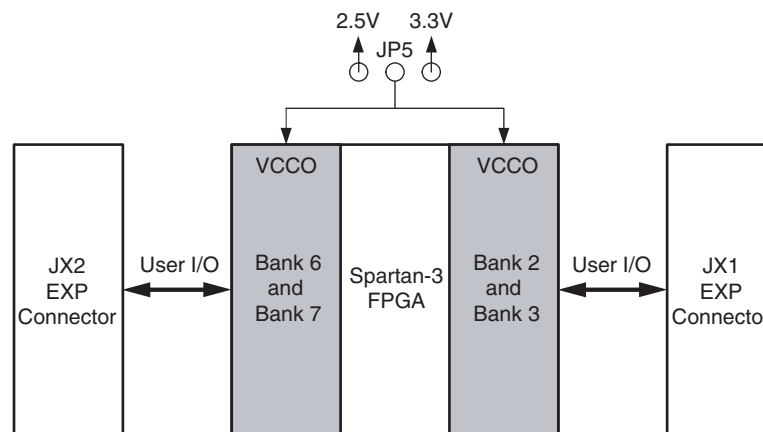 2.5V 3.3V
JP5
VCCO
VCCO
JX2
EXP
Connector
User I/O
Bank 6
and
Bank 7
Spartan-3
FPGA
Bank 2
and
Bank 3
User I/O
JX1
EXP
Connecto